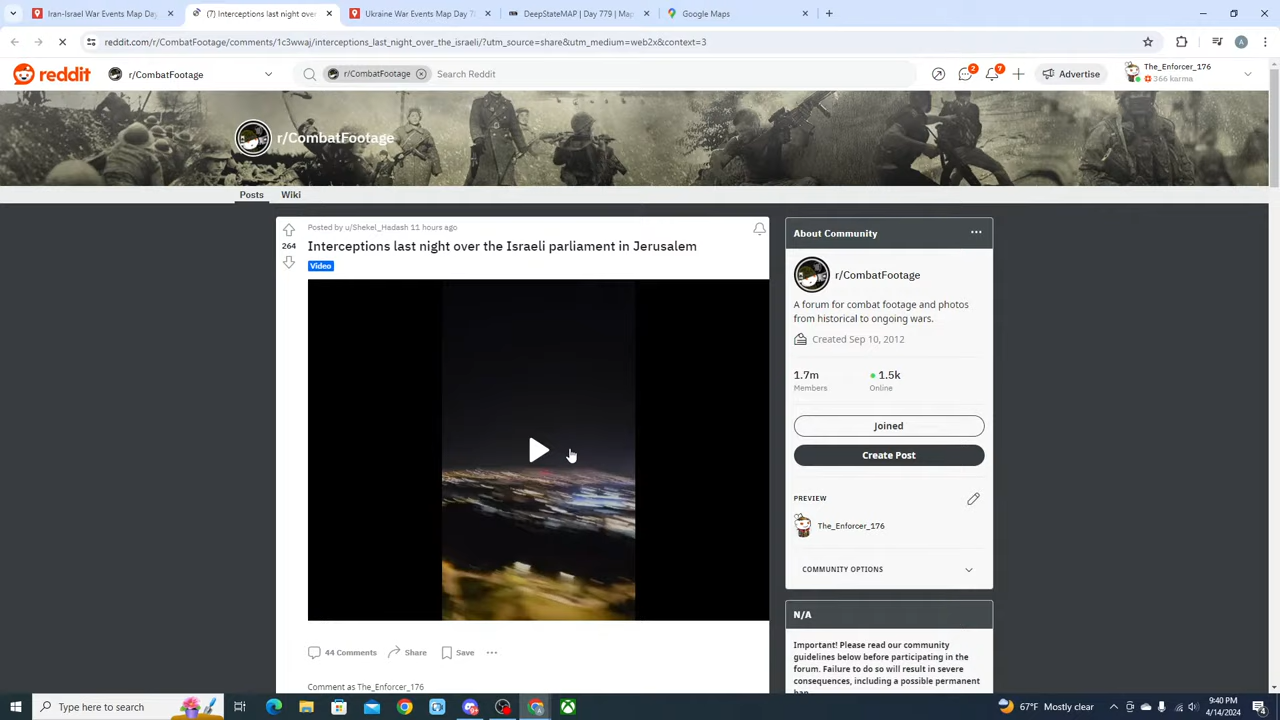 Iran-Israel War Events Map Day
(7) Interceptions last night over
Ukraine War Events Map Day 7
DeepStateMAP | Day 779 | Map
Google Maps
reddit.com/r/CombatFootage/comments/1c3wwaj/interceptions_last_night_over_the_israeli/?utm_source=share&utm_medium=web2x&context=3
A
reddit
r/CombatFootage
r/CombatFootage
Search Reddit
2
7
Advertise
The_Enforcer_176
366 karma
r/CombatFootage
Posts
Wiki
Posted by u/Shekel_Hadash 11 hours ago
264
Interceptions last night over the Israeli parliament in Jerusalem
Video
44 Comments
Share
Save
Comment as The_Enforcer_176
About Community
r/CombatFootage
A forum for combat footage and photos
from historical to ongoing wars.
Created Sep 10, 2012
1.7m
Members
1.5k
Online
Joined
Create Post
PREVIEW
The_Enforcer_176
COMMUNITY OPTIONS
N/A
Important! Please read our community
guidelines below before participating in the
forum. Failure to do so will result in severe
consequences, including a possible permanent
ban.
Type here to search
67°F Mostly clear
9:40 PM
4/14/2024